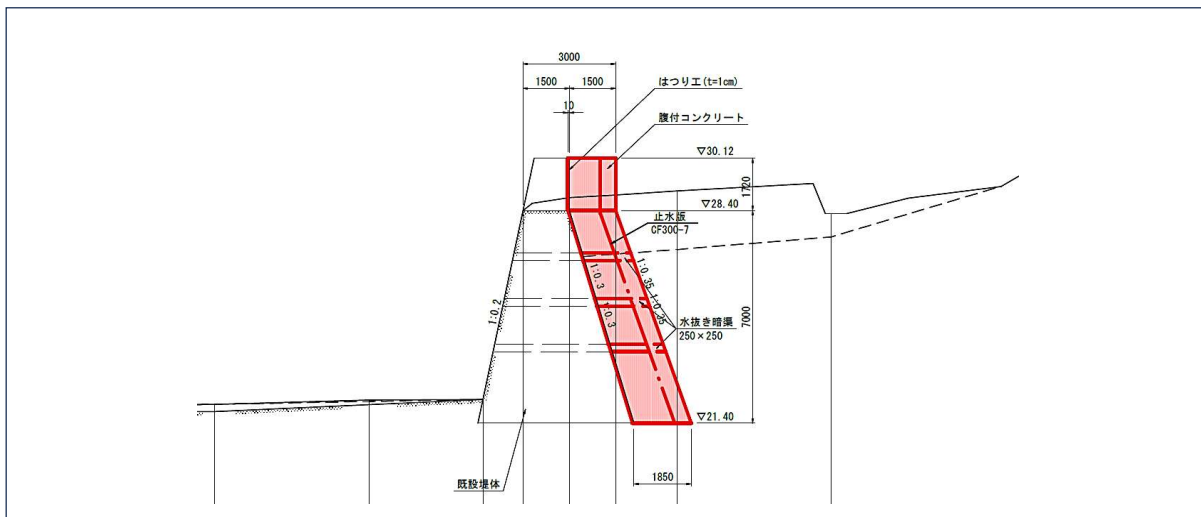 3000
1500
1500
10
はつり工(t=1cm)
腹付コンクリート
▽30.12
1720
▽28.40
止水版
CF300-7
1:0.2
1:0.3
1:0.3
1:0.35
1:0.35
水抜き暗渠
250×250
7000
▽21.40
既設堤体
1850